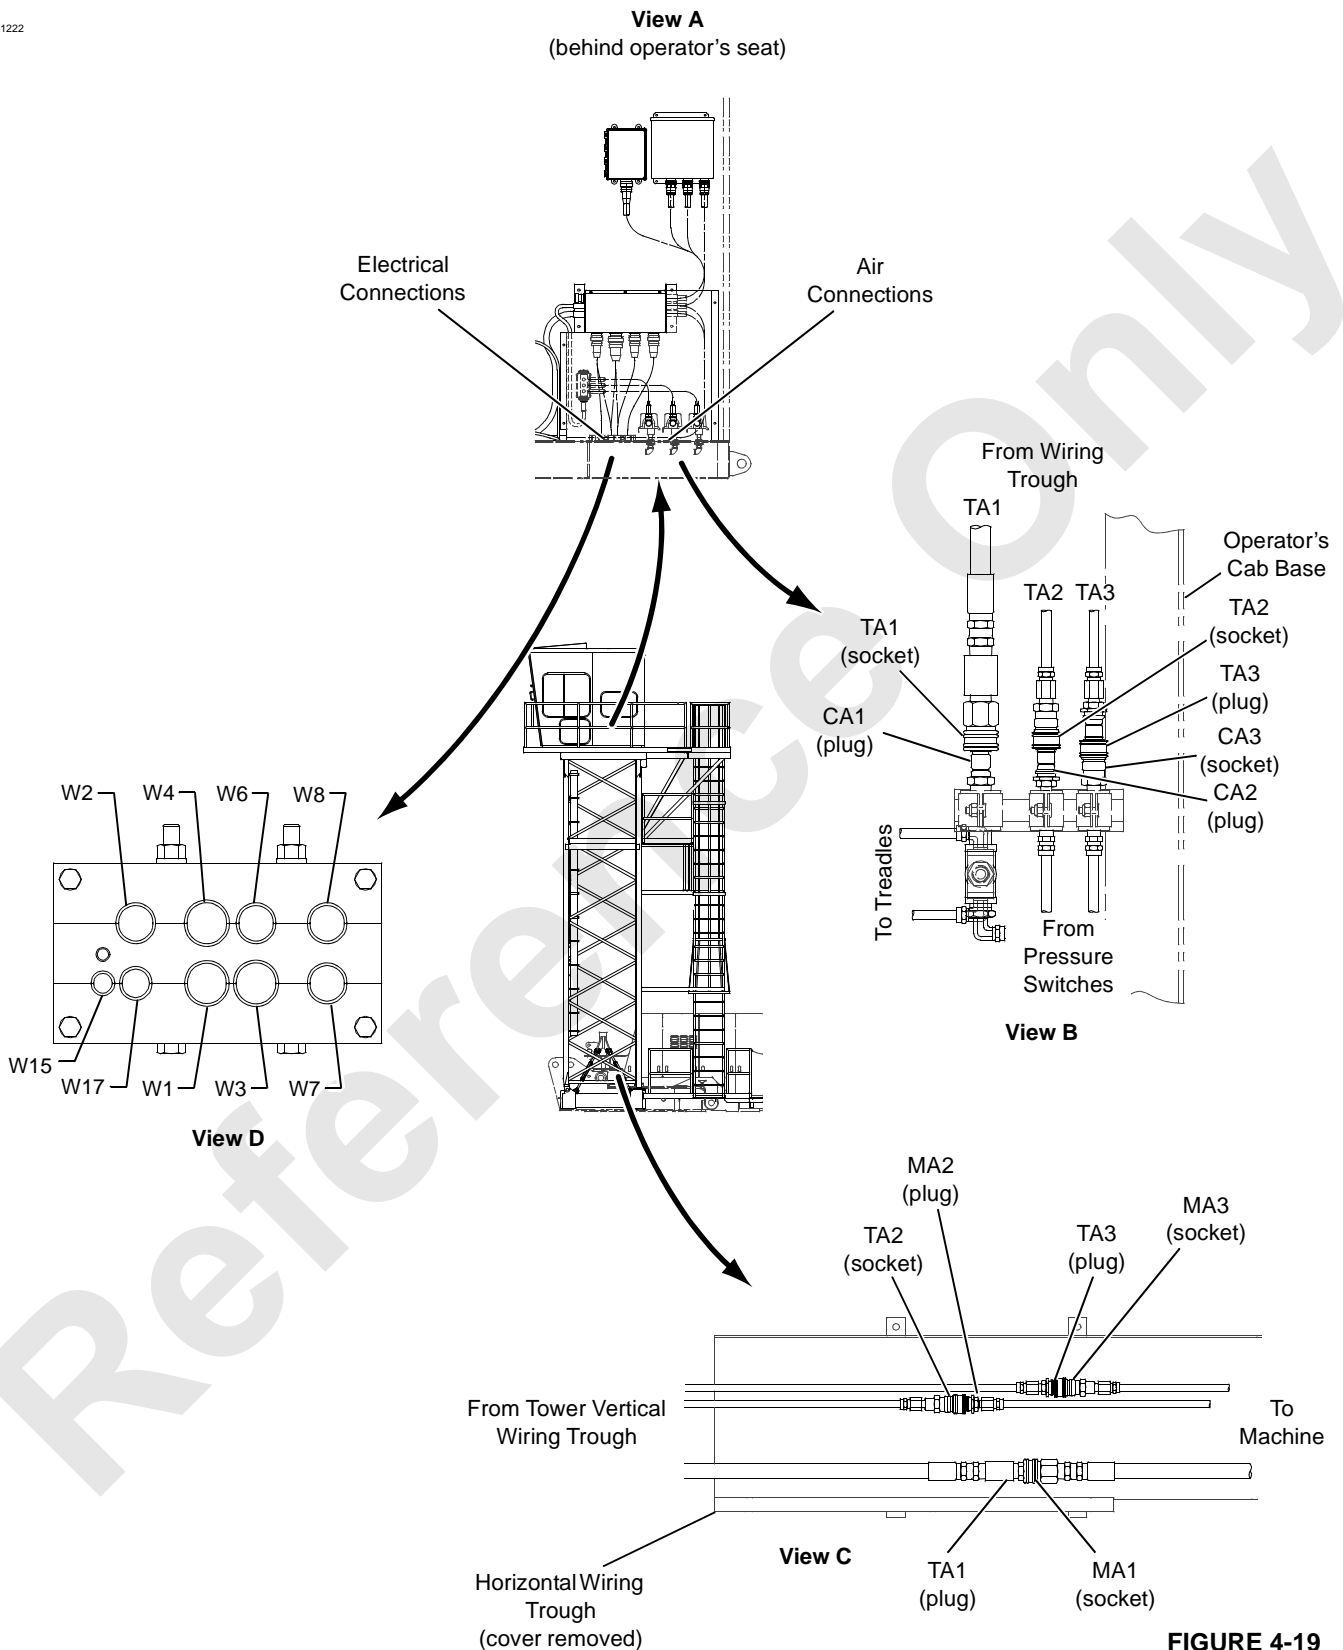 View A
(behind operator’s seat)
1222
Electrical
Connections
Air
Connections
From Wiring
Trough
TA1
Operator’s
Cab Base
TA2
TA3
TA2
(socket)
TA1
(socket)
TA3
(plug)
CA1
(plug)
CA3
(socket)
CA2
(plug)
To Treadles
From
Pressure
Switches
View B
W2
W4
W6
W8
W15
W17
W1
W3
W7
View D
MA2
(plug)
MA3
(socket)
TA2
(socket)
TA3
(plug)
From Tower Vertical
Wiring Trough
To
Machine
View C
TA1
(plug)
MA1
(socket)
Horizontal Wiring
Trough
(cover removed)
FIGURE 4-19
Reference Only